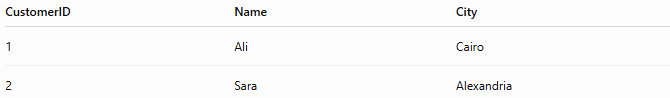 CustomerID Name City
1 Ali Cairo
2 Sara Alexandria